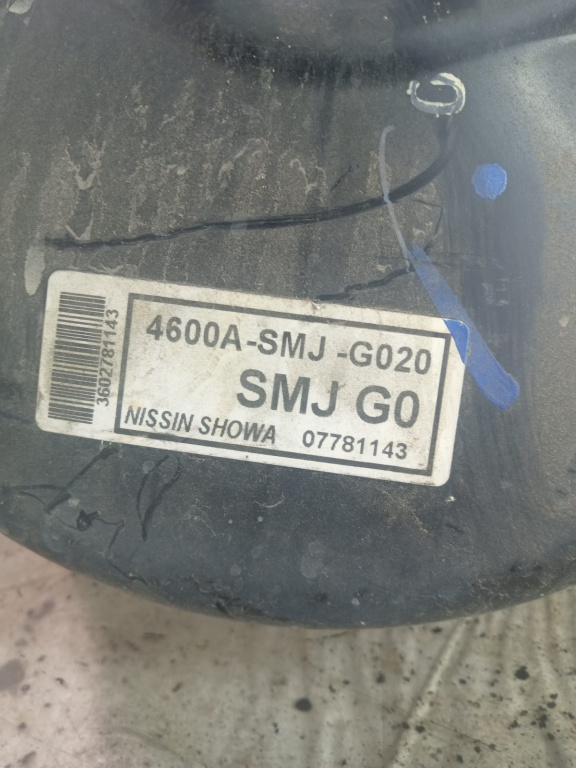 3602781143
4600A-SMJ -G020
SMJ G0
NISSIN SHOWA 07781143